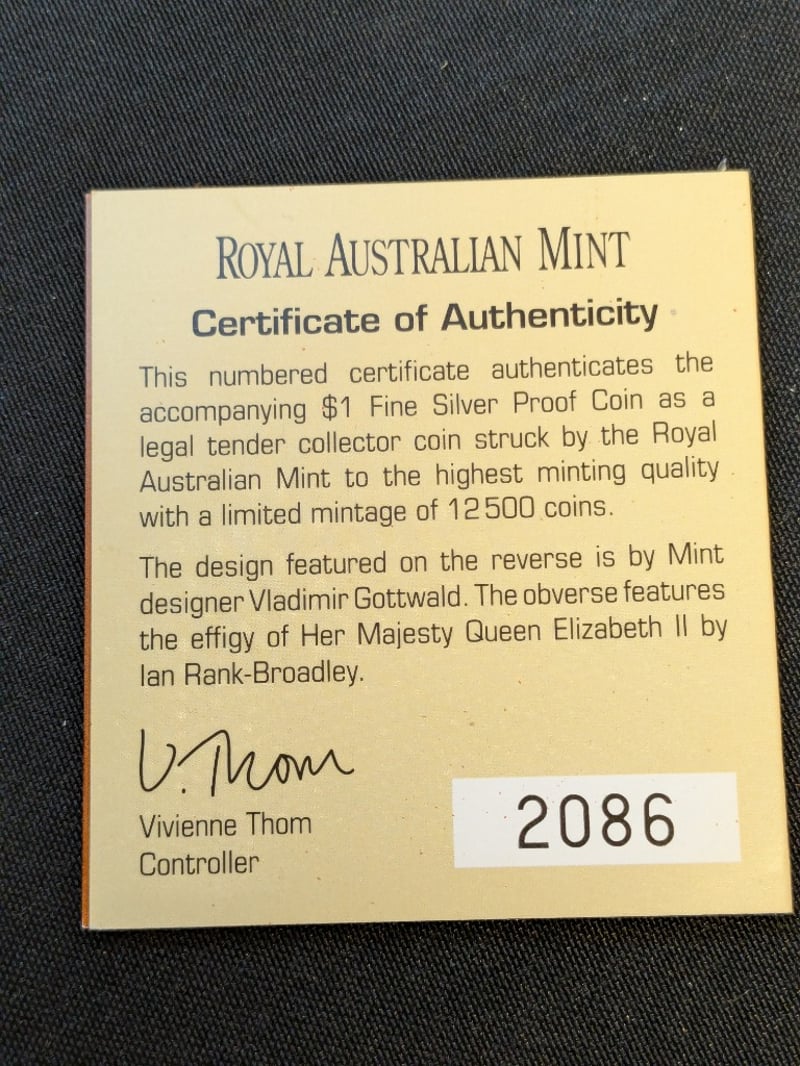 ROYAL AUSTRALIAN MINT
Certificate of Authenticity
This numbered certificate authenticates the
accompanying $1 Fine Silver Proof Coin as a
legal tender collector coin struck by the Royal
Australian Mint to the highest minting quality
with a limited mintage of 12 500 coins.
The design featured on the reverse is by Mint
designer Vladimir Gottwald. The obverse features
the effigy of Her Majesty Queen Elizabeth II by
Ian Rank-Broadley.
V. Thom
Vivienne Thom
Controller
2086